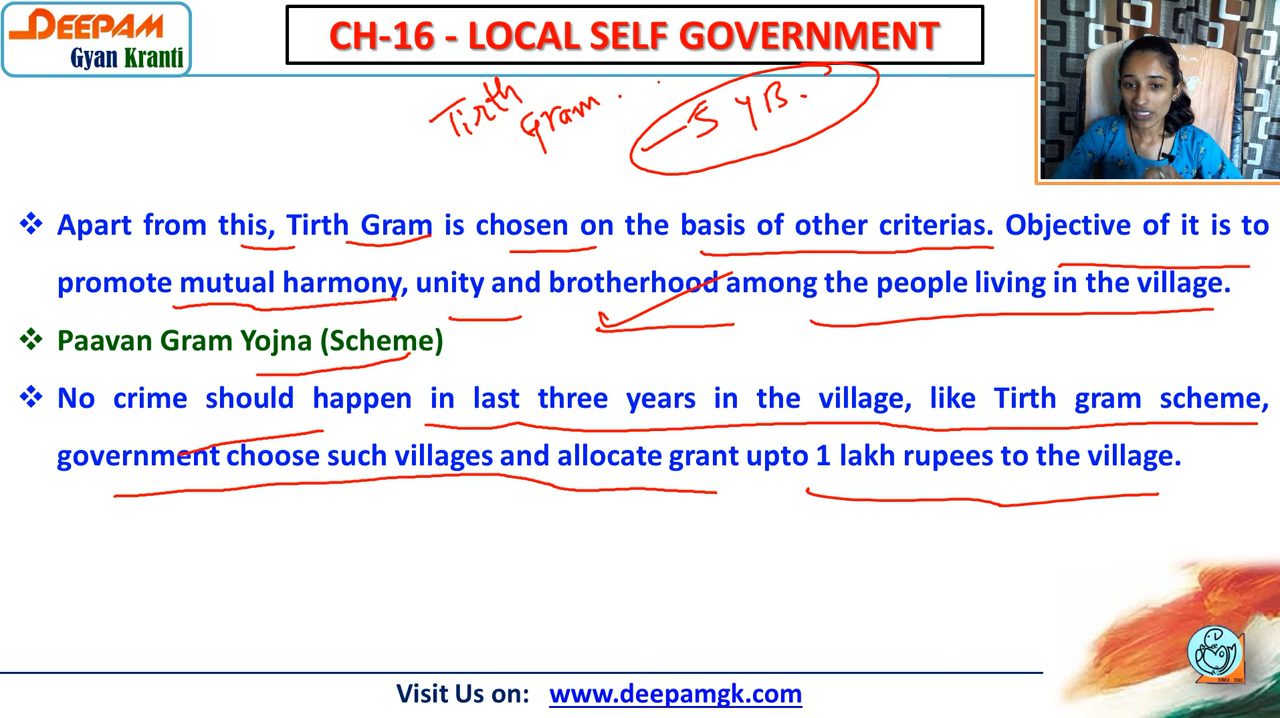 DEEPAM
Gyan Kranti
CH-16 - LOCAL SELF GOVERNMENT
Tirth
Gram.
❖ Apart from this, Tirth Gram is chosen on the basis of other criterias. Objective of it is to
promote mutual harmony, unity and brotherhood among the people living in the village.
❖ Paavan Gram Yojna (Scheme)
❖ No crime should happen in last three years in the village, like Tirth gram scheme,
government choose such villages and allocate grant upto 1 lakh rupees to the village.
Visit Us on: www.deepamgk.com